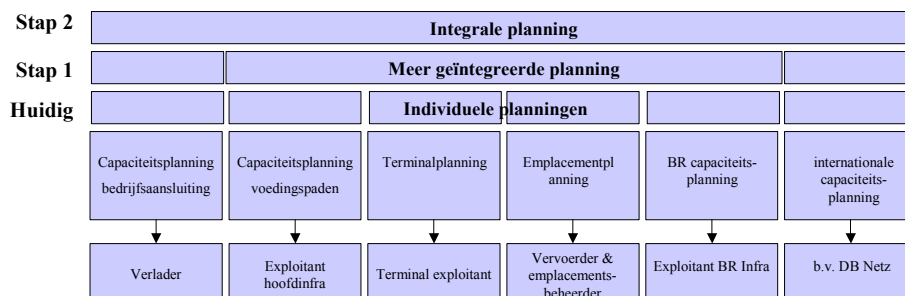 Stap 2
Integrale planning
Stap 1
Meer geïntegreerde planning
Huidig
Individuele planningen
Capaciteitsplanning
bedrijfsaansluiting
Capaciteitsplanning
voedingspaden
Terminalplanning
Emplacementpl
anning
BR capaciteits-
planning
internationale
capaciteits-
planning
Verlader
Exploitant
hoofdinfra
Terminal exploitant
Vervoerder &
emplacements-
beheerder
Exploitant BR Infra
b.v. DB Netz